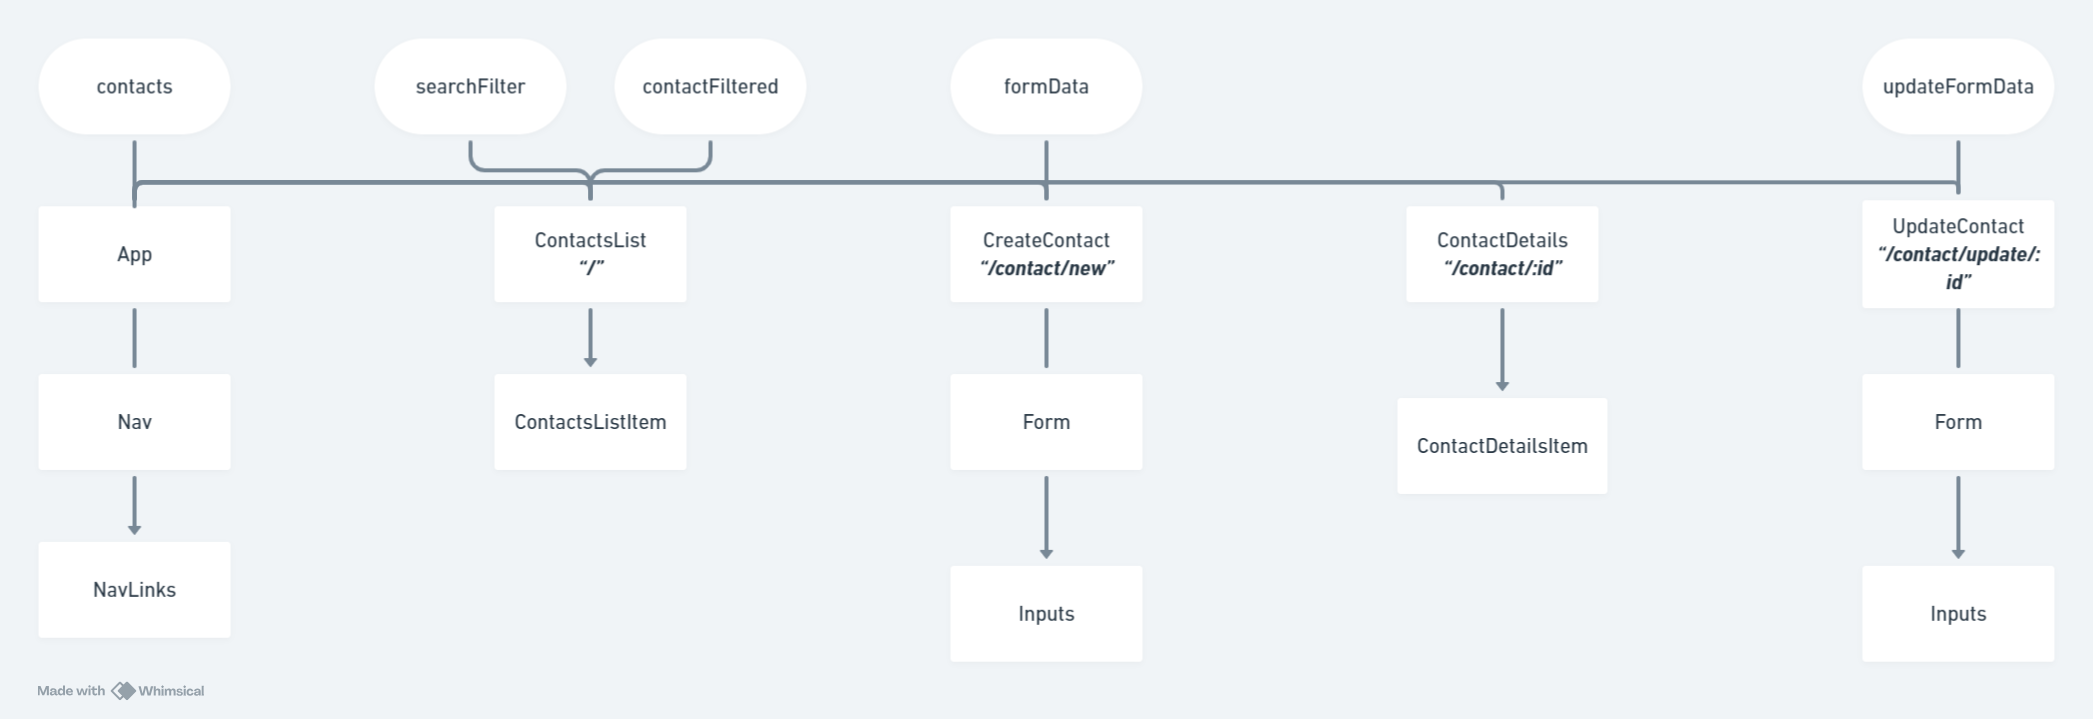 contacts
searchFilter
contactFiltered
formData
updateFormData
App
ContactsList
“/”
CreateContact
“/contact/new”
ContactDetails
“/contact/:id”
UpdateContact
“/contact/update/:
id”
Nav
ContactsListItem
Form
ContactDetailsItem
Form
NavLinks
Inputs
Inputs
Made with Whimsical